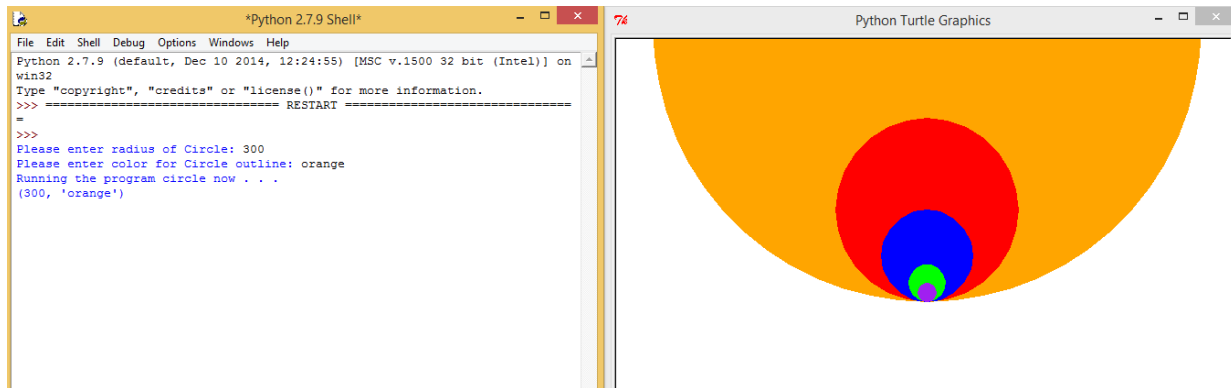 *Python 2.7.9 Shell*
File Edit Shell Debug Options Windows Help
Python 2.7.9 (default, Dec 10 2014, 12:24:55) [MSC v.1500 32 bit (Intel)] on
win32
Type "copyright", "credits" or "license()" for more information.
>>> ================================ RESTART ================================
=
>>>
Please enter radius of Circle: 300
Please enter color for Circle outline: orange
Running the program circle now . . .
(300, 'orange')
Python Turtle Graphics